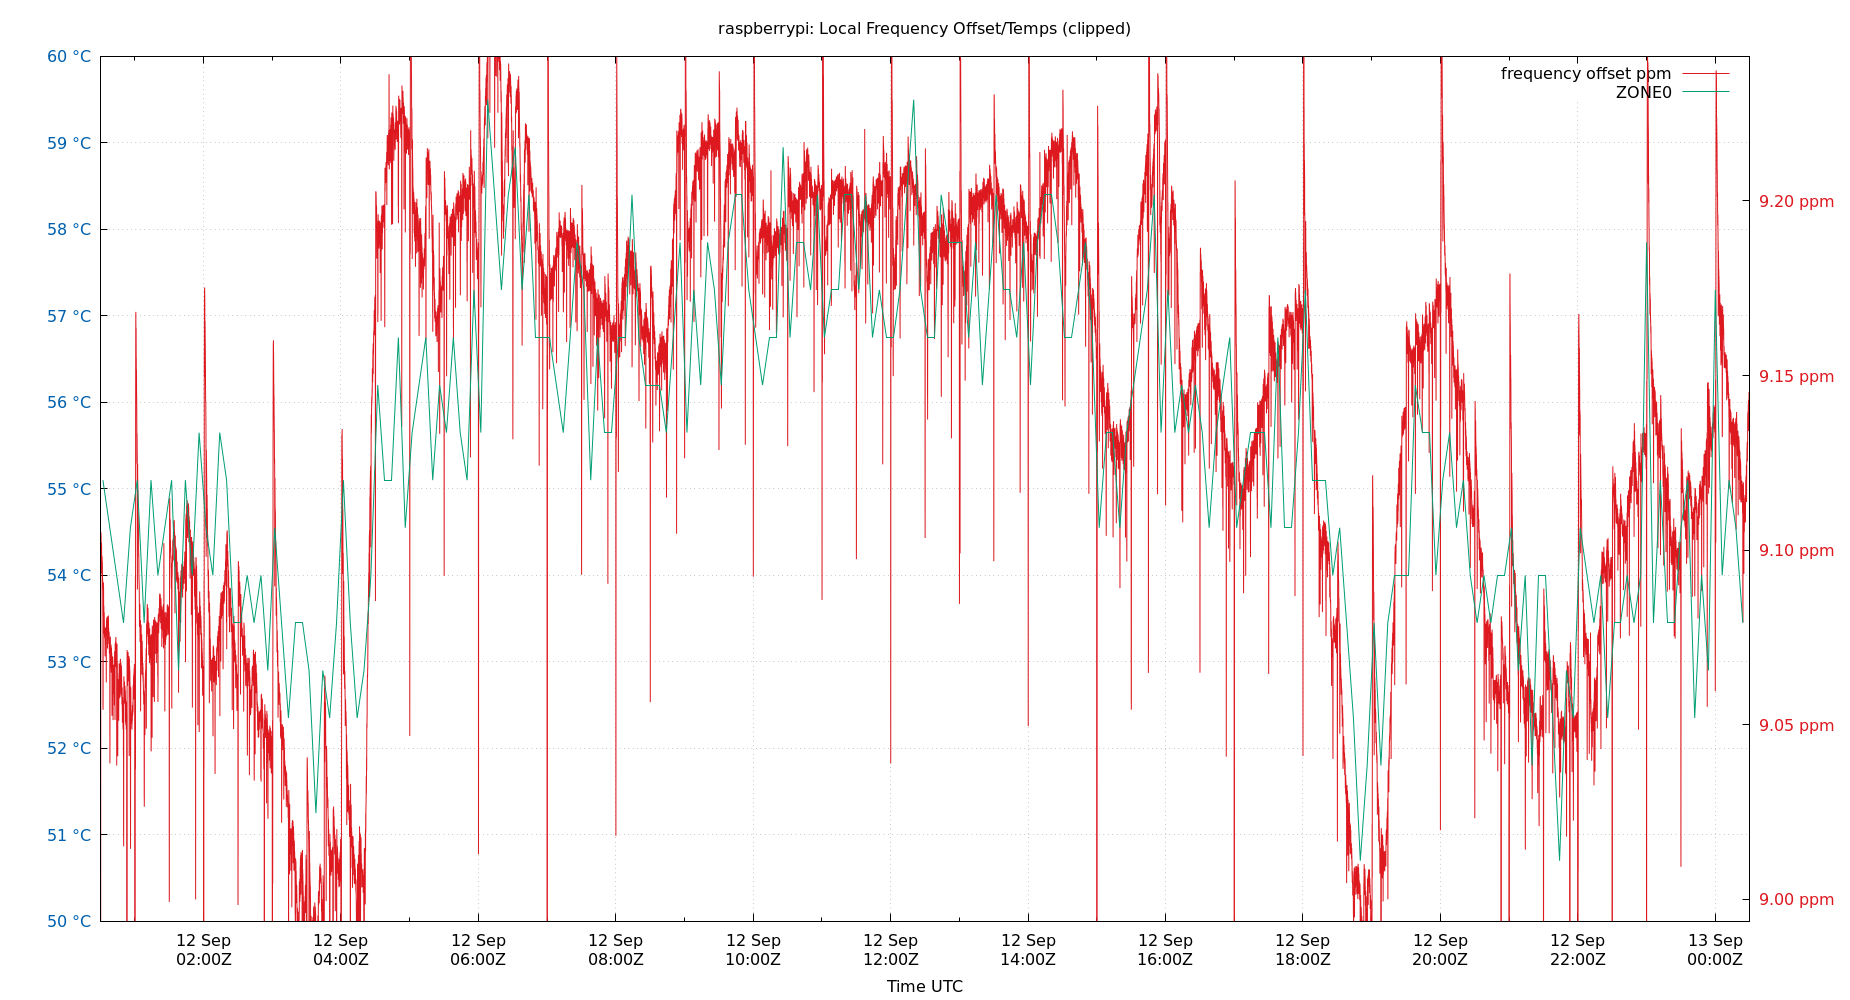 raspberrypi: Local Frequency Offset/Temps (clipped)
frequency offset ppm
ZONE0
60 °C
59 °C
58 °C
57 °C
56 °C
55 °C
54 °C
53 °C
52 °C
51 °C
50 °C
9.20 ppm
9.15 ppm
9.10 ppm
9.05 ppm
9.00 ppm
12 Sep 12 Sep 12 Sep 12 Sep 12 Sep 12 Sep 12 Sep 12 Sep 12 Sep 12 Sep 12 Sep 13 Sep
02:00Z 04:00Z 06:00Z 08:00Z 10:00Z 12:00Z 14:00Z 16:00Z 18:00Z 20:00Z 22:00Z 00:00Z
Time UTC